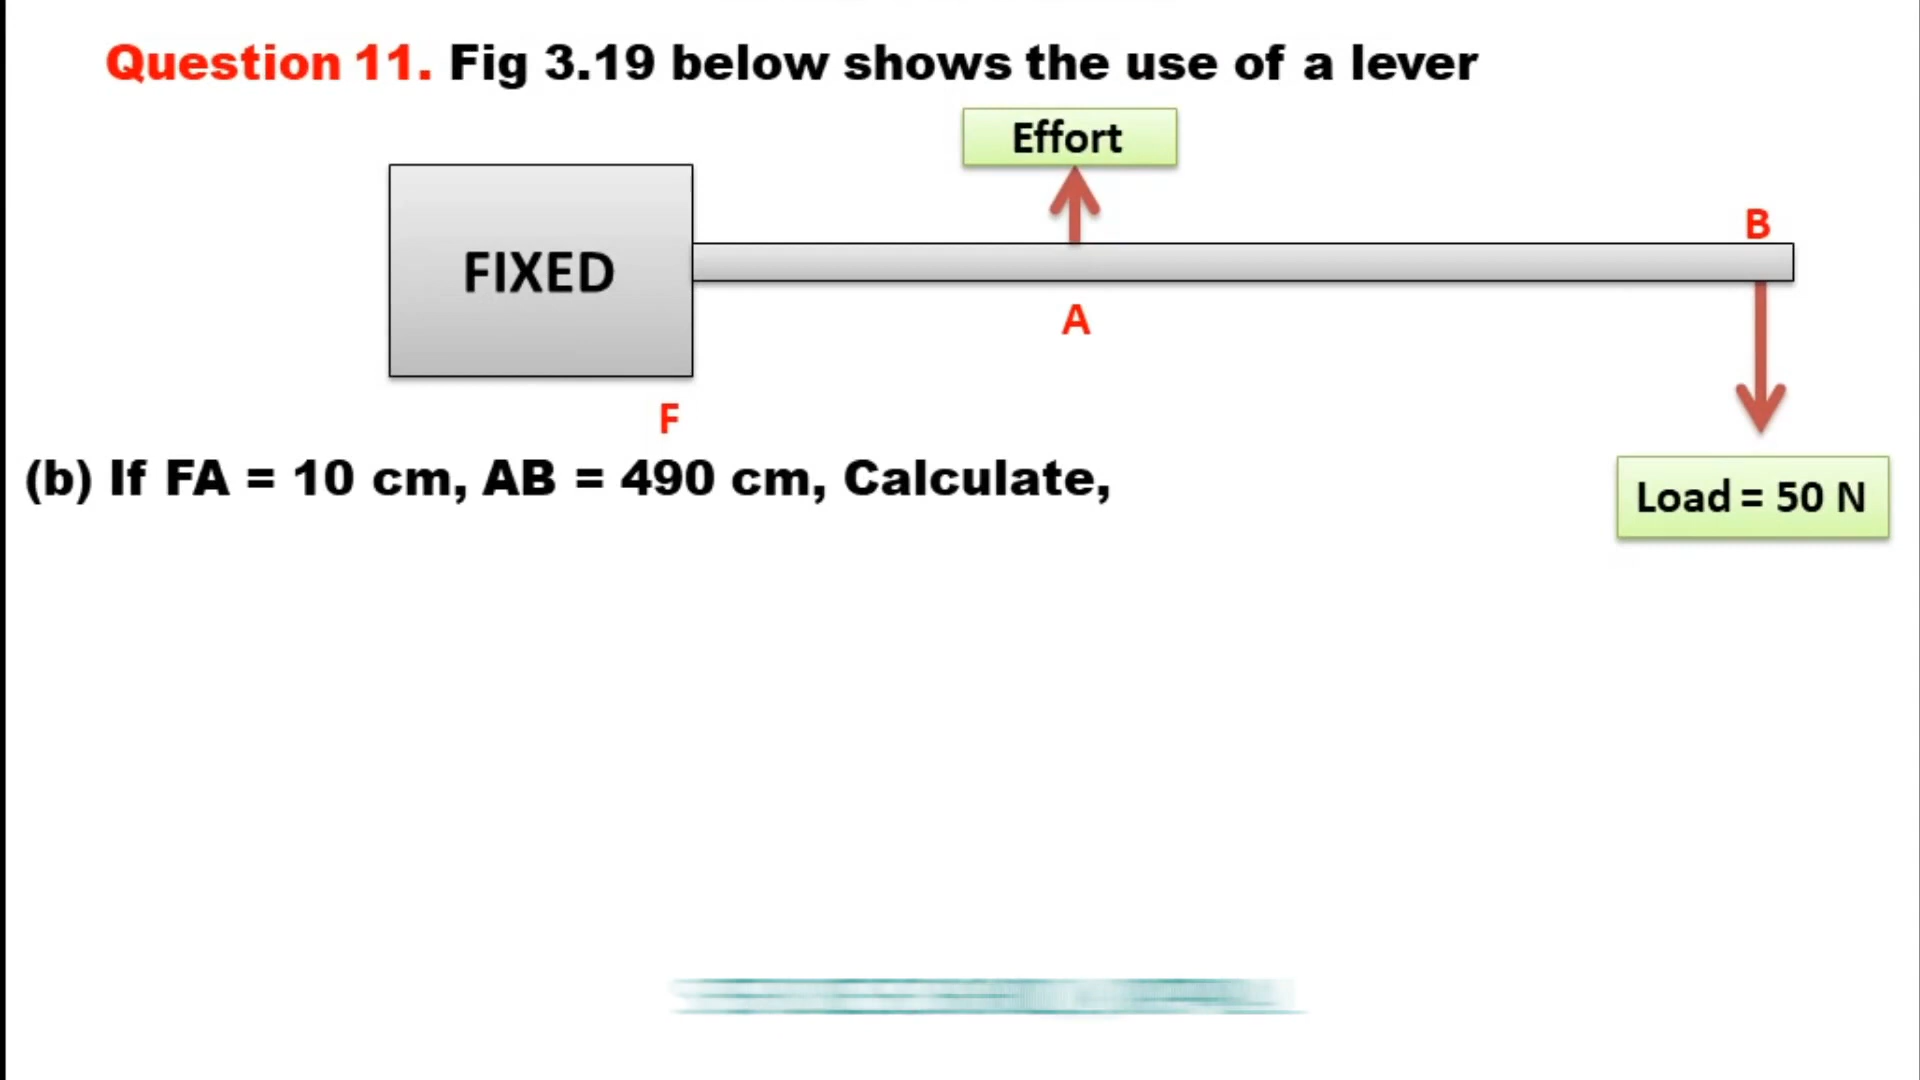 Question 11. Fig 3.19 below shows the use of a lever
Effort
FIXED
B
A
F
(b) If FA = 10 cm, AB = 490 cm, Calculate,
Load = 50 N